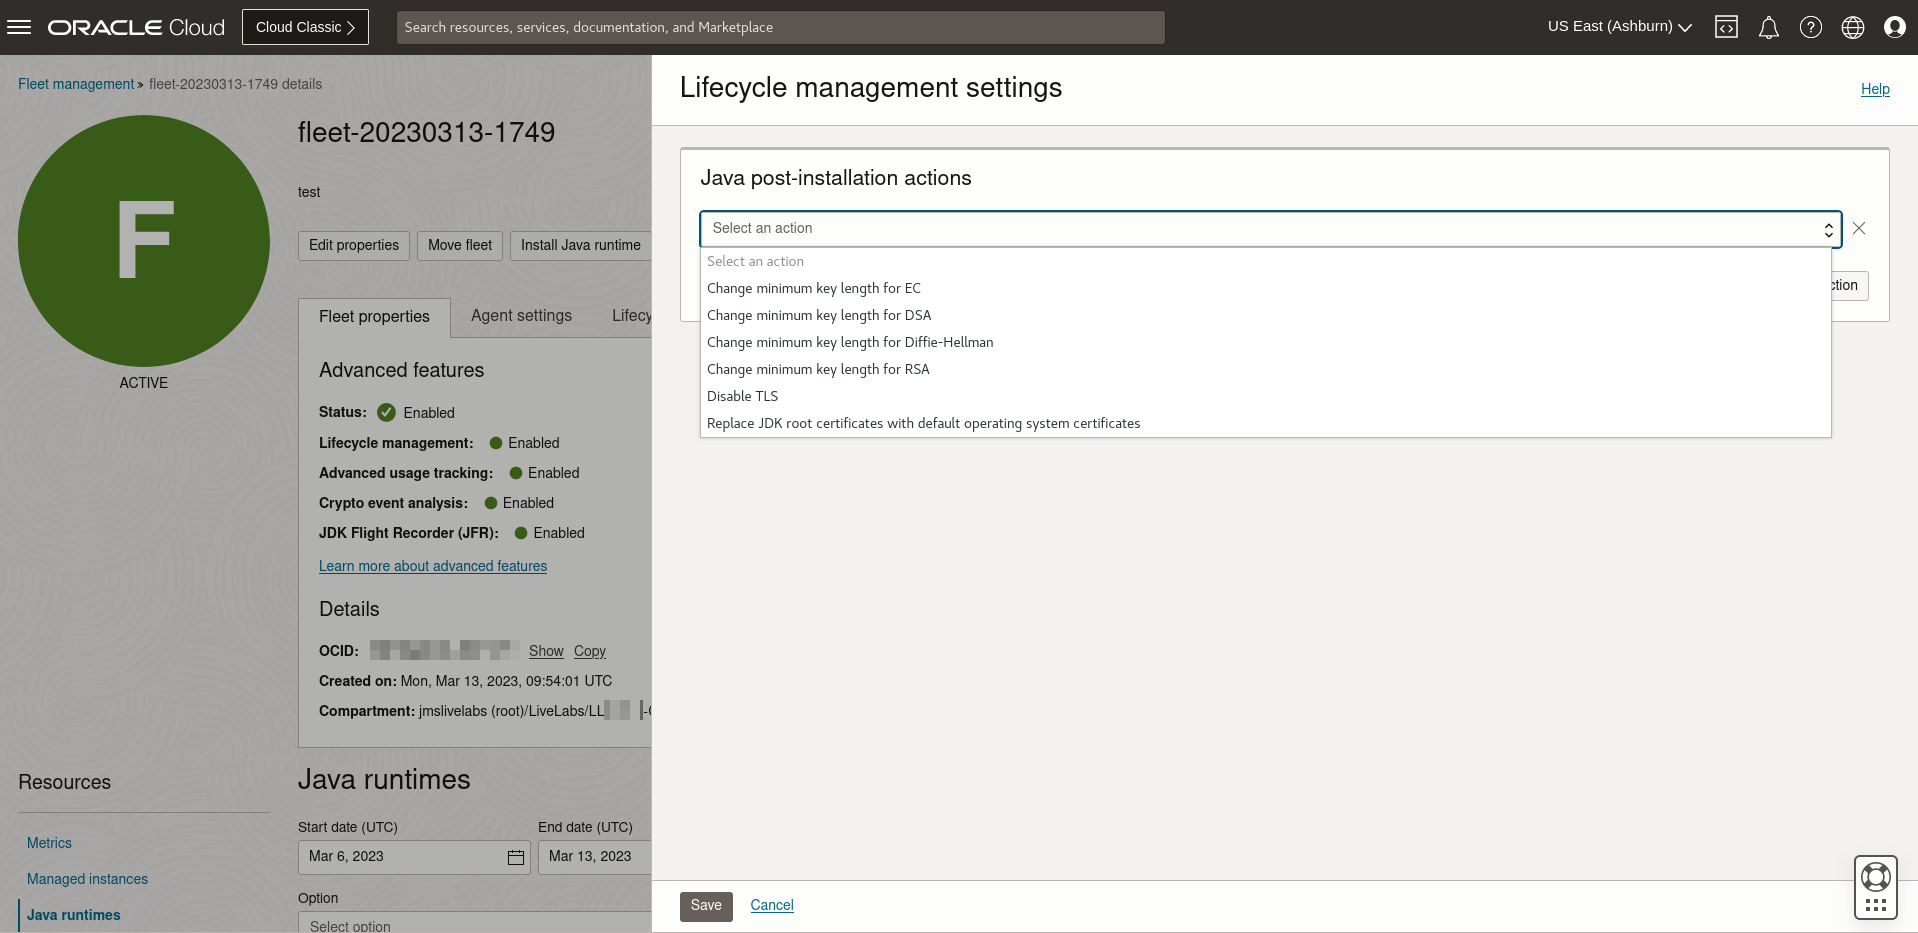 ORACLE Cloud
Cloud Classic
Search resources, services, documentation, and Marketplace
US East (Ashburn)
Fleet management » fleet-20230313-1749 details
F
ACTIVE
fleet-20230313-1749
test
Edit properties
Move fleet
Install Java runtime
Fleet properties
Agent settings
Advanced features
Status: Enabled
Lifecycle management: Enabled
Advanced usage tracking: Enabled
Crypto event analysis: Enabled
JDK Flight Recorder (JFR): Enabled
Learn more about advanced features
Details
OCID: Show Copy
Created on: Mon, Mar 13, 2023, 09:54:01 UTC
Compartment: jmslivelabs (root)/LiveLabs/LL
Resources
Metrics
Managed instances
Java runtimes
Java runtimes
Start date (UTC)
End date (UTC)
Mar 6, 2023
Mar 13, 2023
Option
Select option
Lifecycle management settings
Help
Java post-installation actions
Select an action
Select an action
Change minimum key length for EC
Change minimum key length for DSA
Change minimum key length for Diffie-Hellman
Change minimum key length for RSA
Disable TLS
Replace JDK root certificates with default operating system certificates
Save
Cancel